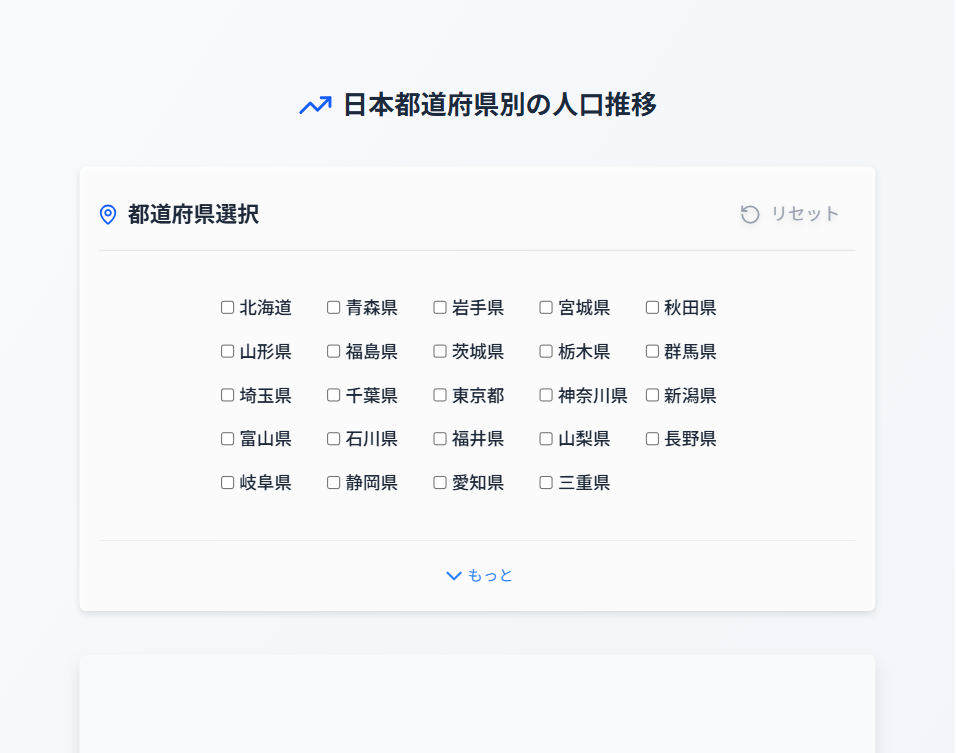 日本都道府県別の人口推移
都道府県選択 リセット
北海道 青森県 岩手県 宮城県 秋田県
山形県 福島県 茨城県 栃木県 群馬県
埼玉県 千葉県 東京都 神奈川県 新潟県
富山県 石川県 福井県 山梨県 長野県
岐阜県 静岡県 愛知県 三重県
もっと